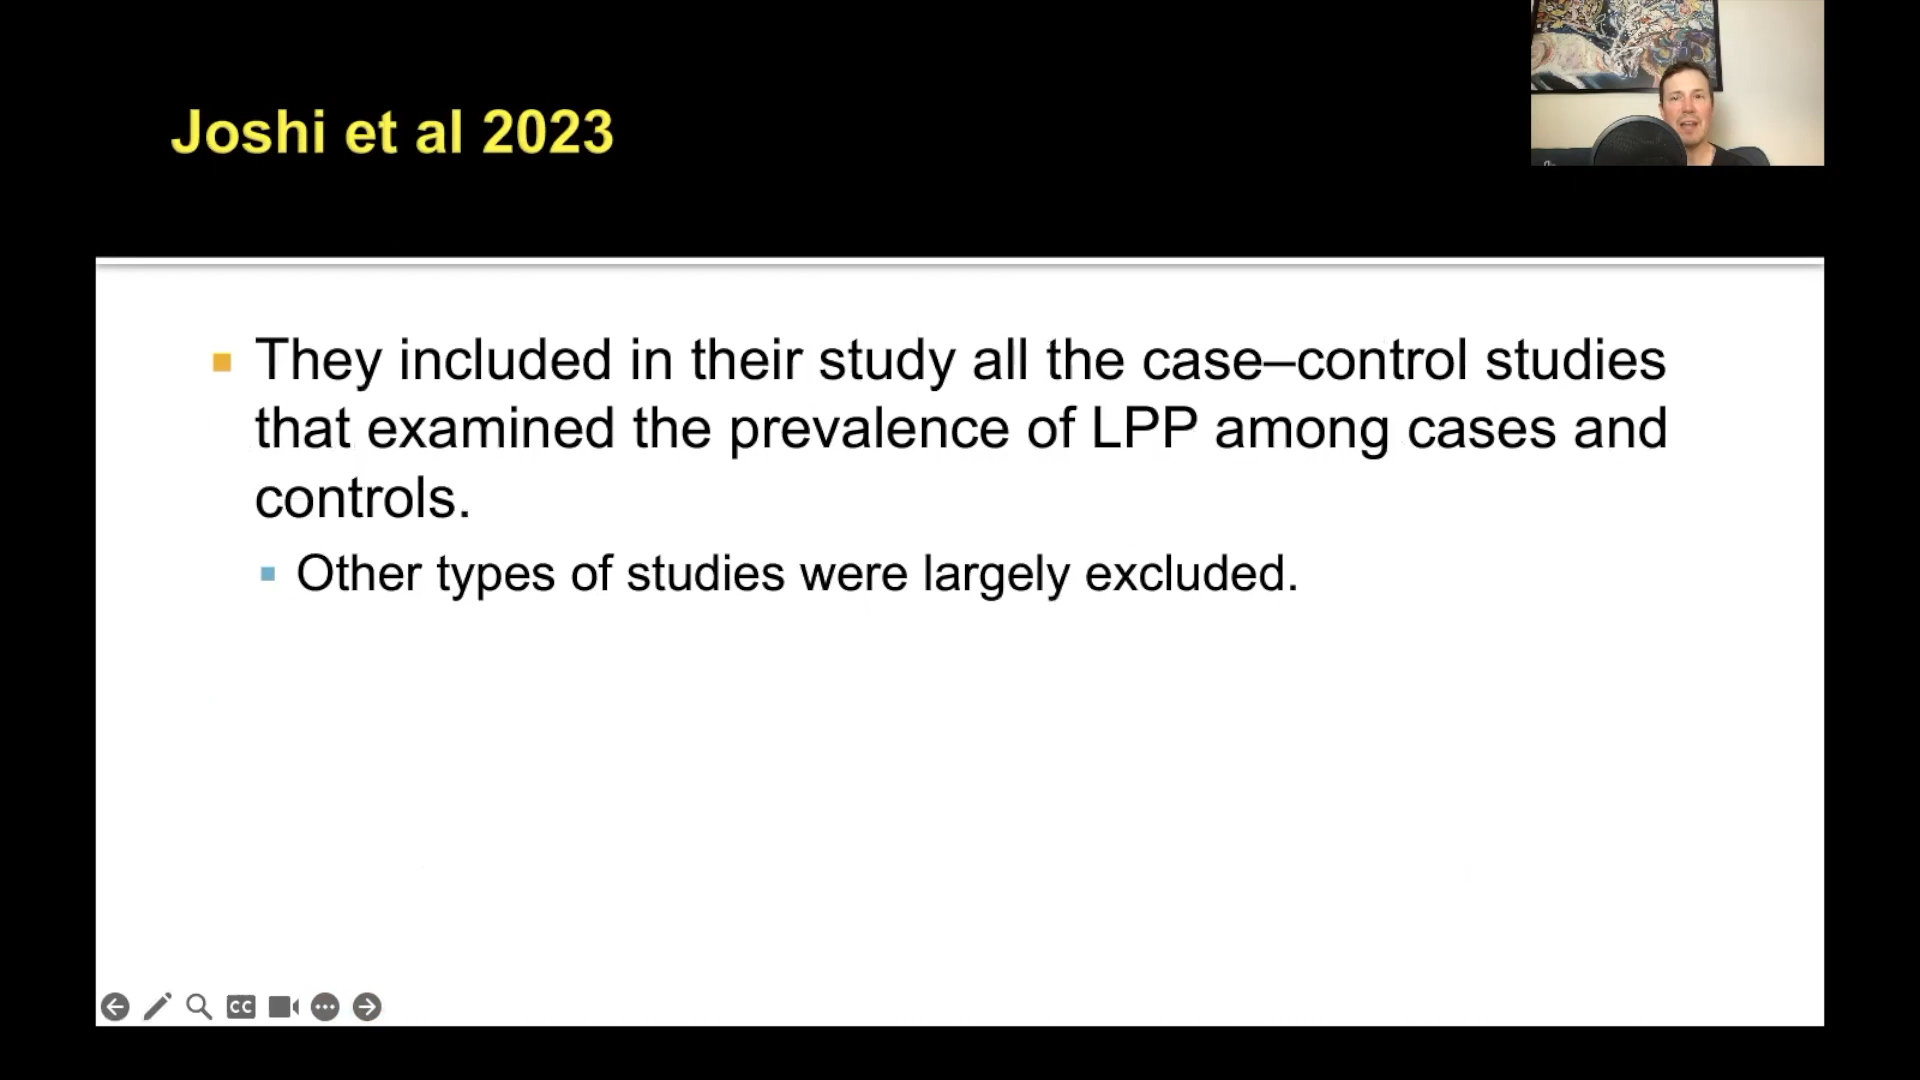 Joshi et al 2023
They included in their study all the case–control studies
that examined the prevalence of LPP among cases and
controls.
Other types of studies were largely excluded.
CC